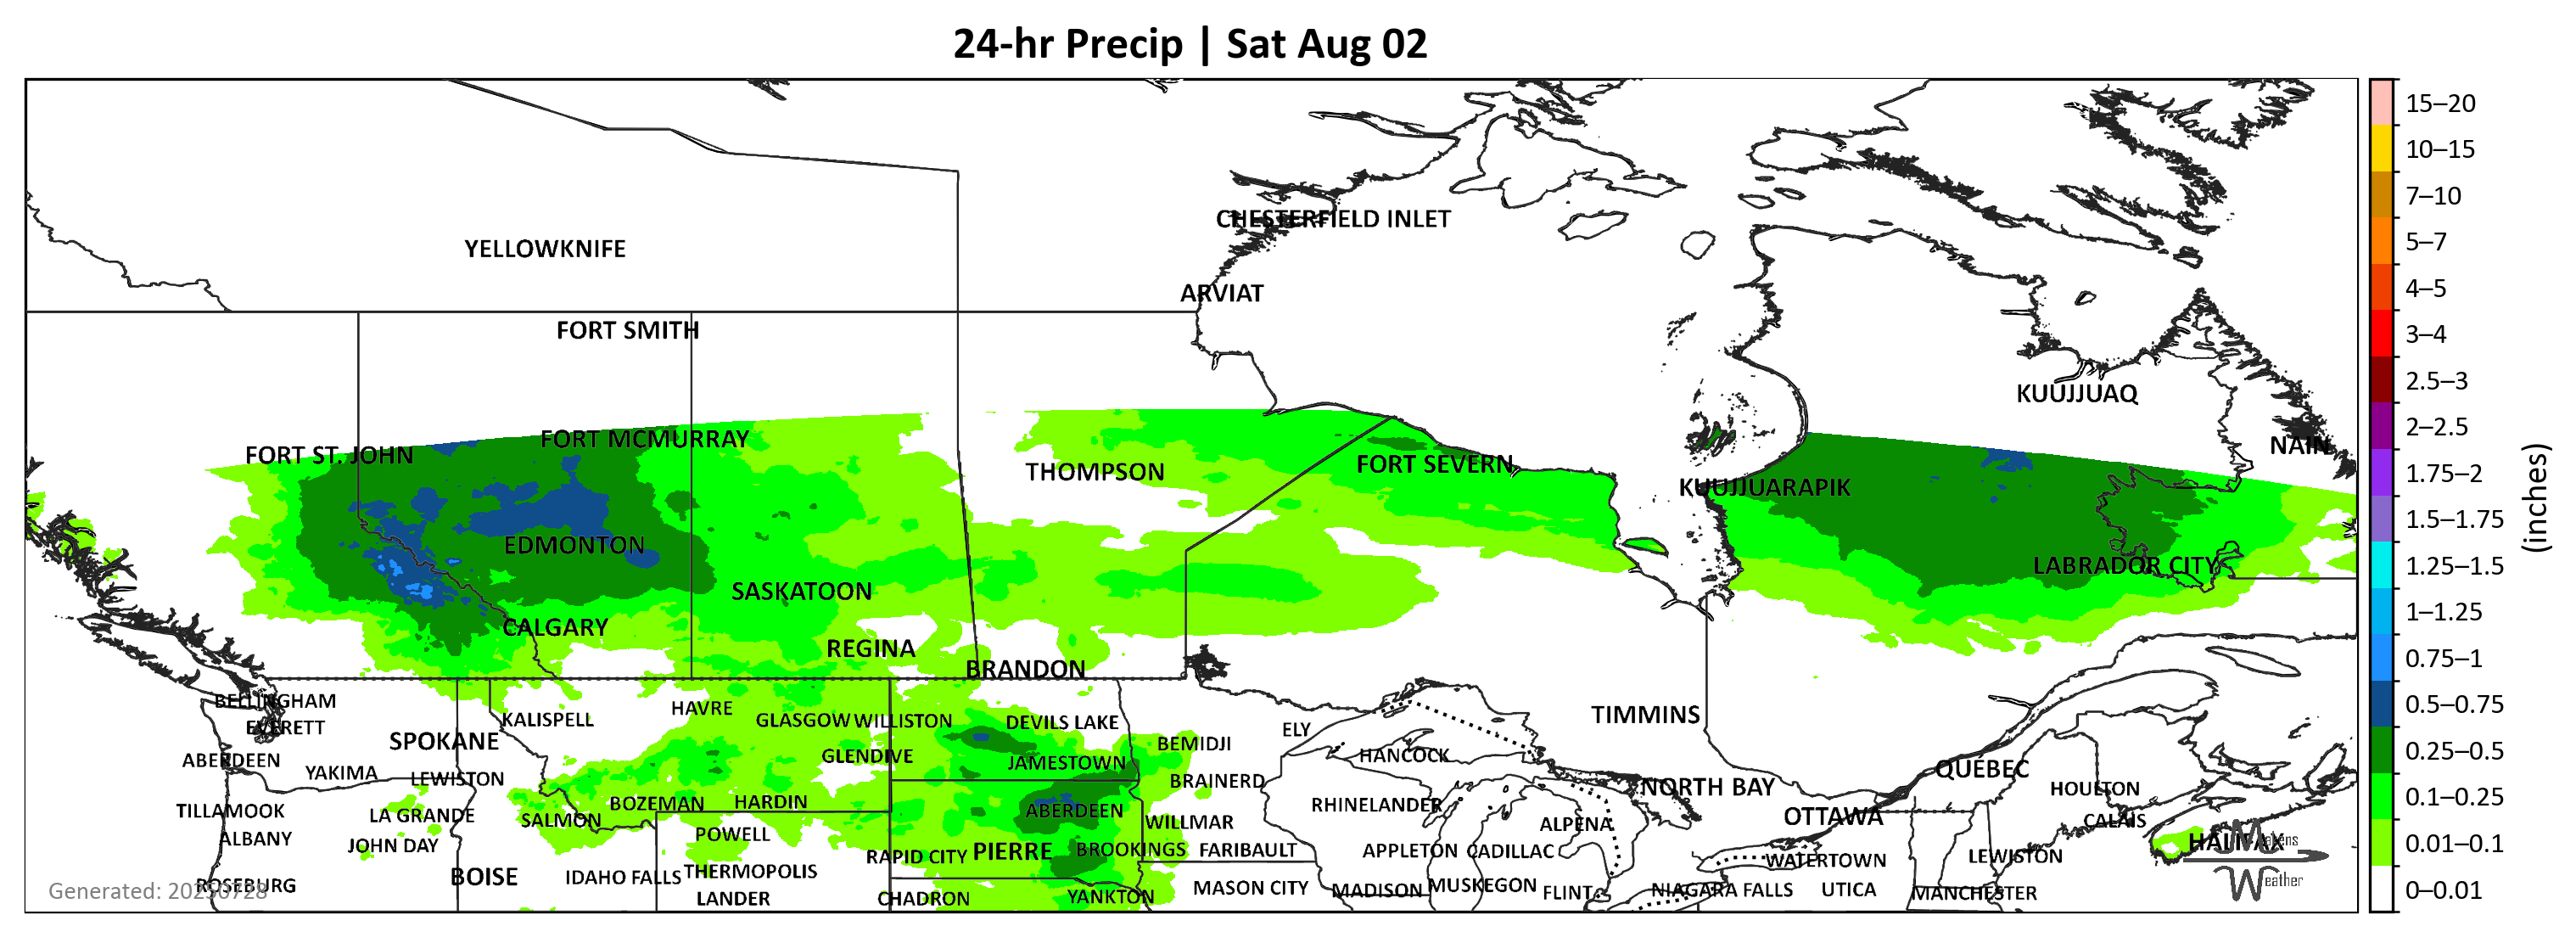 24-hr Precip | Sat Aug 02
CHESTERFIELD INLET
YELLOWKNIFE
ARVIAT
FORT SMITH
KUUJJUAQ
FORT ST. JOHN
FORT MCMURRAY
NAIN
THOMPSON
FORT SEVERN
KUUJJUARAPIK
EDMONTON
LABRADOR CITY
SASKATOON
CALGARY
REGINA
BRANDON
BELLINGHAM
EVERETT
KALISPELL
HAVRE
GLASGOW
WILLISTON
DEVILS LAKE
TIMMINS
ELY
SPOKANE
BEMIDJI
ABERDEEN
YAKIMA
LEWISTON
GLENDIVE
JAMESTOWN
HANCOCK
QUÉBEC
BRAINERD
NORTH BAY
HOULTON
TILLAMOOK
LA GRANDE
SALMON
BOZEMAN
HARDIN
ABERDEEN
WILLMAR
RHINELANDER
ALPENA
OTTAWA
CALAIS
ALBANY
JOHN DAY
POWELL
RAPID CITY
PIERRE
BROOKINGS
FARIBAULT
APPLETON
CADILLAC
WATERTOWN
LEWISTON
HALIFAX
Makens
Weather
ROSEBURG
BOISE
IDAHO FALLS
THERMOPOLIS
LANDER
CHADRON
YANKTON
MASON CITY
MADISON
MUSKEGON
FLINT
NIAGARA FALLS
UTICA
MANCHESTER
Generated: 20250728
15–20
10–15
7–10
5–7
4–5
3–4
2.5–3
2–2.5
1.75–2
1.5–1.75
1.25–1.5
1–1.25
0.75–1
0.5–0.75
0.25–0.5
0.1–0.25
0.01–0.1
0–0.01
(inches)